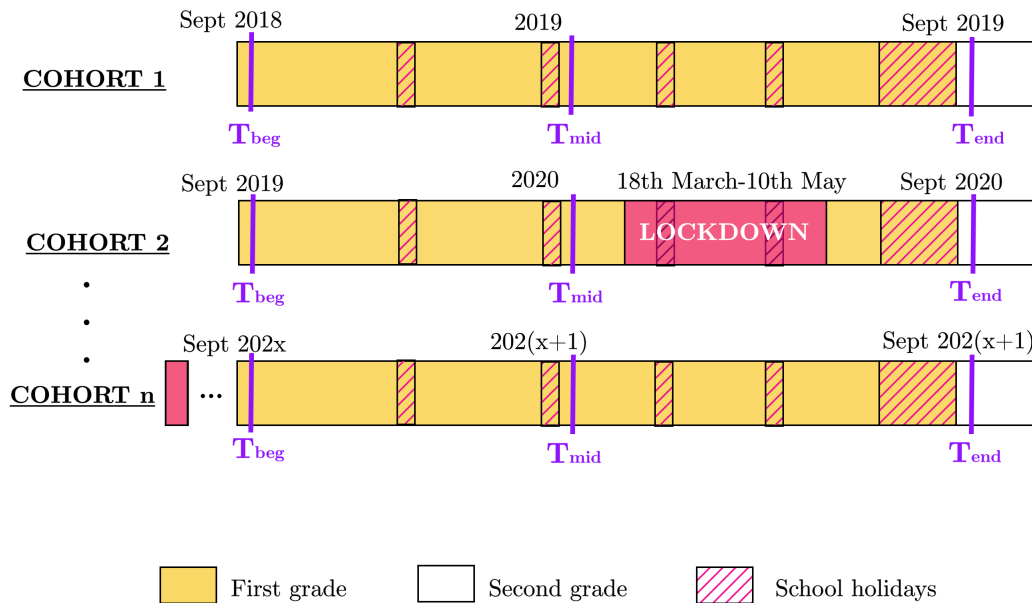 Sept 2018
2019
Sept 2019
COHORT 1
Tbeg
Tmid
Tend
Sept 2019
2020
18th March-10th May
Sept 2020
COHORT 2
LOCKDOWN
Tbeg
Tmid
Tend
Sept 202x
202(x+1)
Sept 202(x+1)
COHORT n
...
Tbeg
Tmid
Tend
First grade
Second grade
School holidays